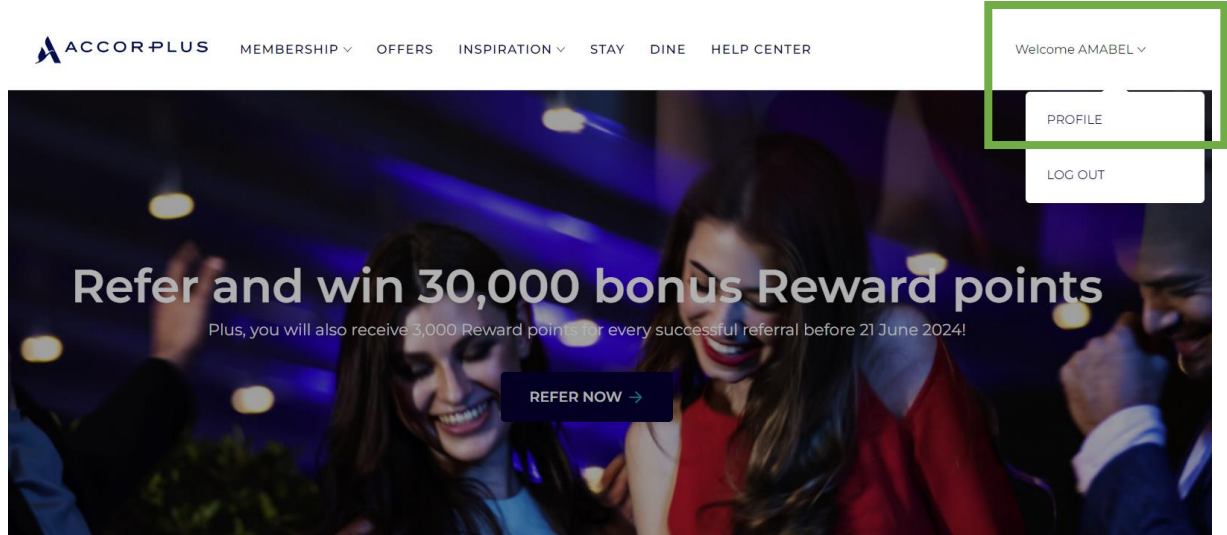 ACCORPLUS MEMBERSHIP OFFERS INSPIRATION STAY DINE HELP CENTER Welcome AMABEL
PROFILE
LOG OUT
Refer and win 30,000 bonus Reward points
Plus, you will also receive 3,000 Reward points for every successful referral before 21 June 2024!
REFER NOW →